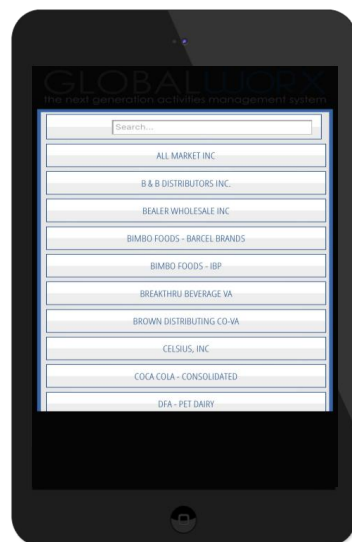 GLOBALWORX
the next generation activities management system
Search...
ALL MARKET INC
B & B DISTRIBUTORS INC.
BEALER WHOLESALE INC
BIMBO FOODS - BARCEL BRANDS
BIMBO FOODS - IBP
BREAKTHRU BEVERAGE VA
BROWN DISTRIBUTING CO-VA
CELSIUS, INC
COCA COLA - CONSOLIDATED
DFA - PET DAIRY